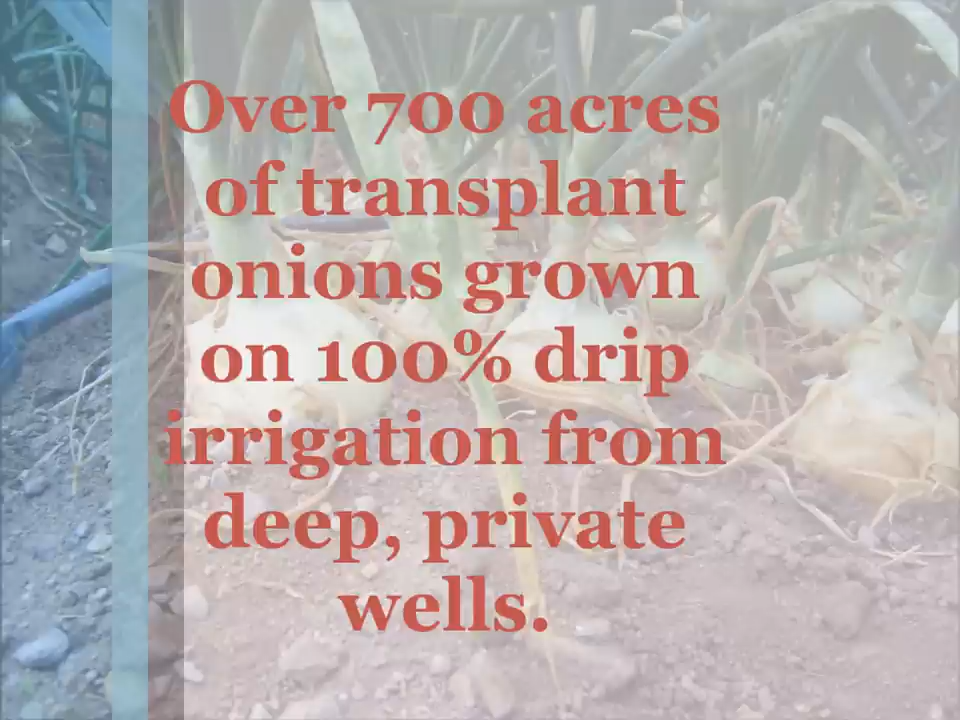 Over 700 acres
of transplant
onions grown
on 100% drip
irrigation from
deep, private
wells.